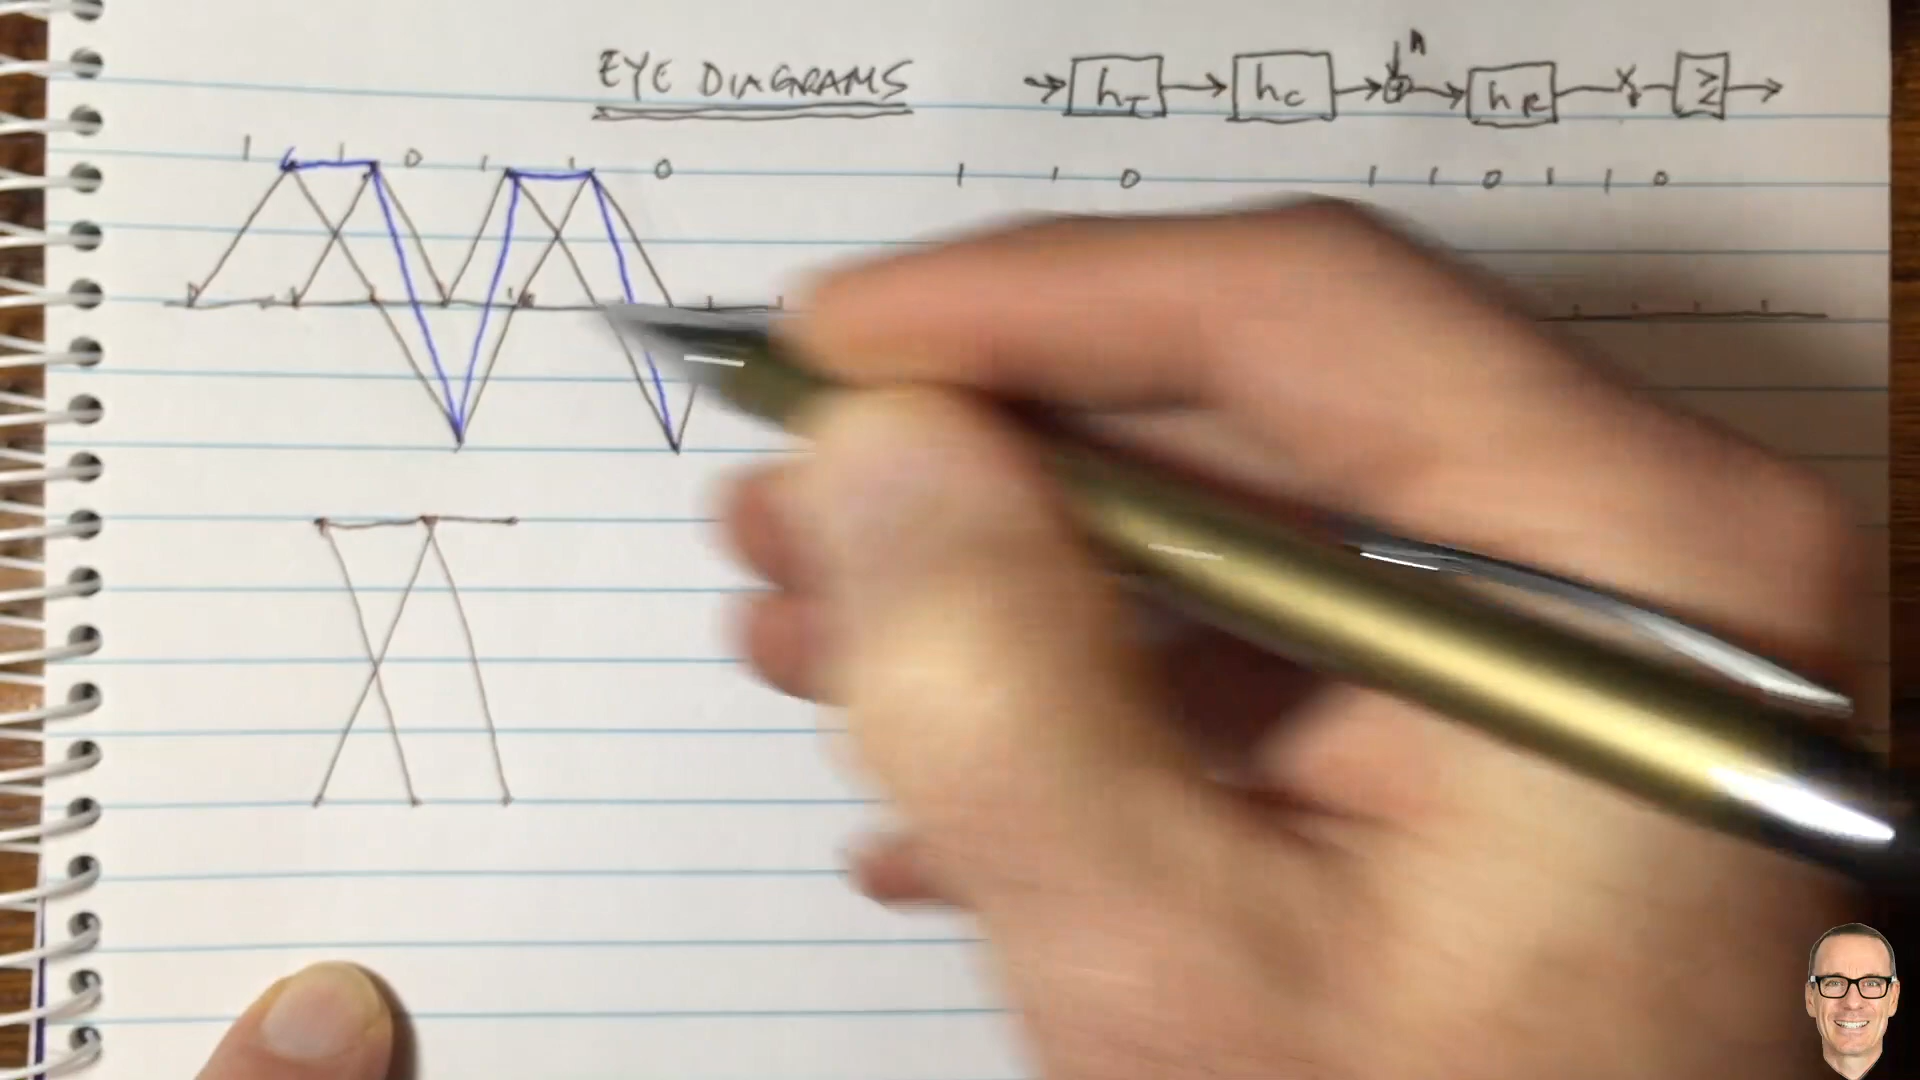 EYE DIAGRAMS
h_T h_C n h_R ≥
1 1 0 1 1 0
1 1 0 1 1 0 1 1 0